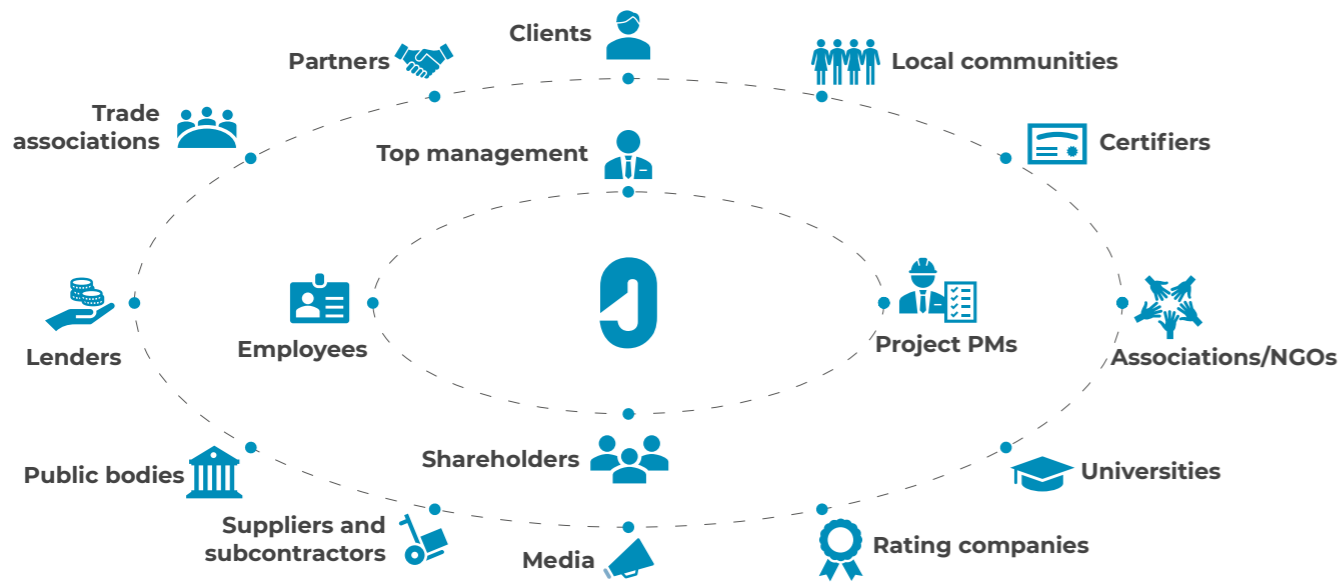 Clients
Partners
Local communities
Trade
associations
Certifiers
Top management
Lenders
Employees
Project PMs
Associations/NGOs
Shareholders
Public bodies
Universities
Suppliers and
subcontractors
Media
Rating companies